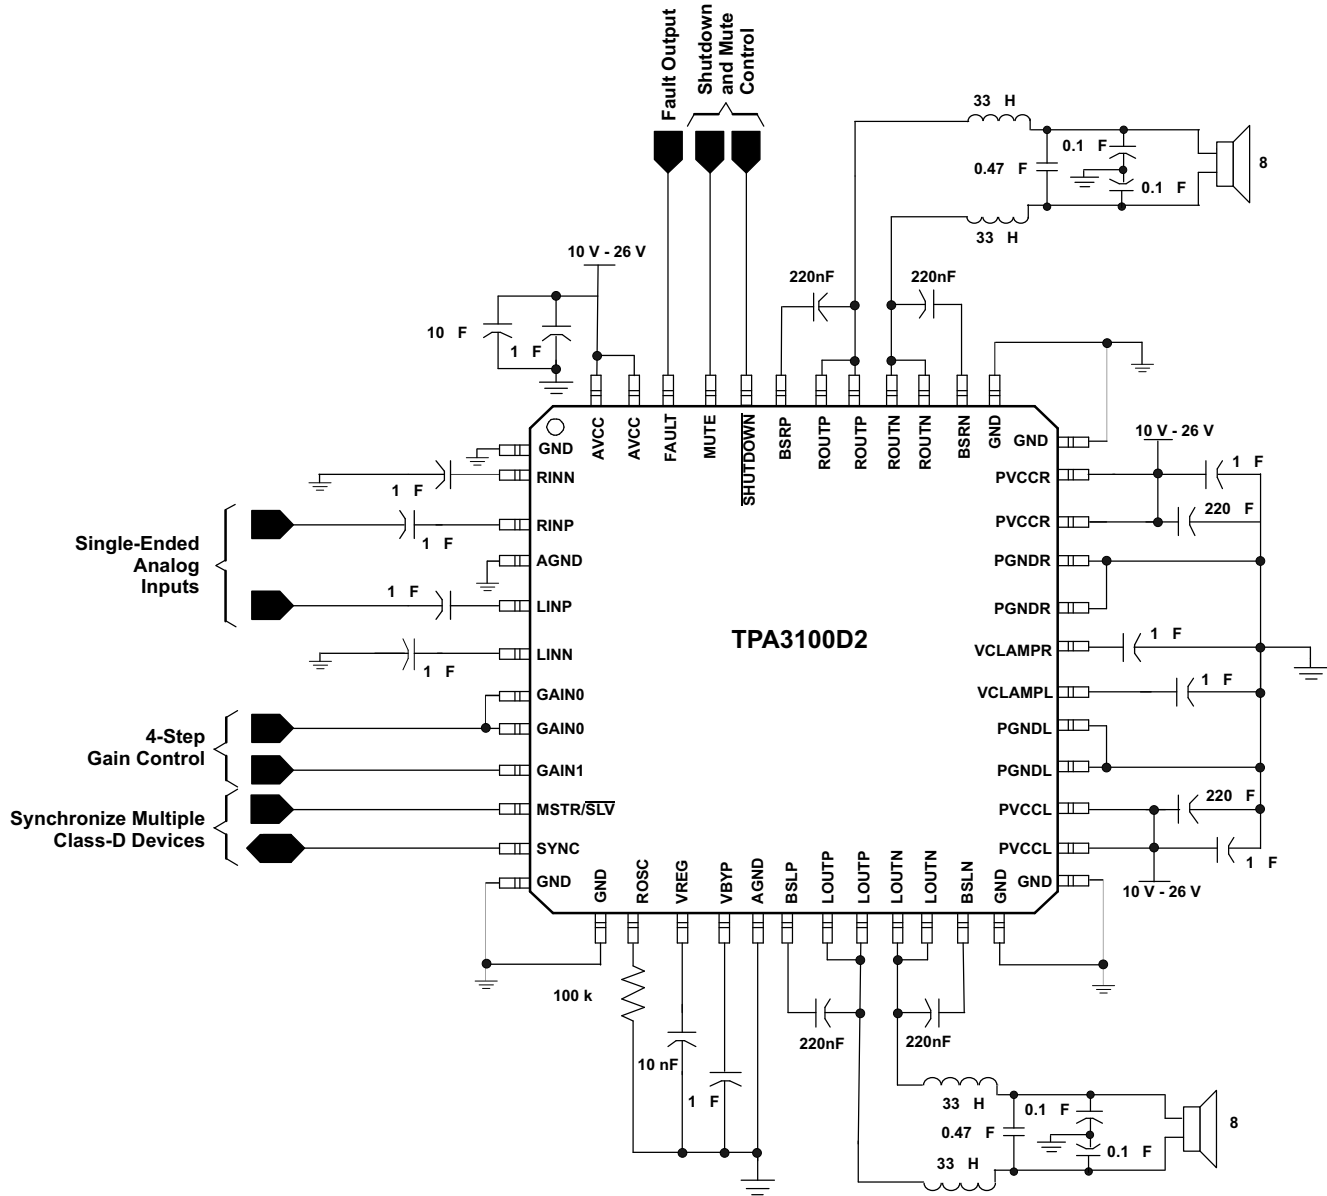 Fault Output
Shutdown
and Mute
Control
33 H
0.1 F
0.47 F
0.1 F
8
33 H
10 V - 26 V
220nF
220nF
10 F
1 F
AVCC
AVCC
FAULT
MUTE
SHUTDOWN
BSRP
ROUTP
ROUTP
ROUTN
ROUTN
BSRN
GND
GND
RINN
1 F
RINP
1 F
AGND
1 F
LINP
LINN
1 F
GAIN0
GAIN0
GAIN1
MSTR/SLV
SYNC
GND
Single-Ended
Analog
Inputs
4-Step
Gain Control
Synchronize Multiple
Class-D Devices
TPA3100D2
GND
10 V - 26 V
PVCCR
1 F
PVCCR
220 F
PGNDR
PGNDR
VCLAMPR
1 F
VCLAMPL
1 F
PGNDL
PGNDL
PVCCL
220 F
PVCCL
1 F
GND
10 V - 26 V
GND
ROSC
VREG
VBYP
AGND
BSLP
LOUTP
LOUTP
LOUTN
LOUTN
BSLN
GND
100 k
10 nF
1 F
220nF
220nF
33 H
0.1 F
0.47 F
0.1 F
8
33 H